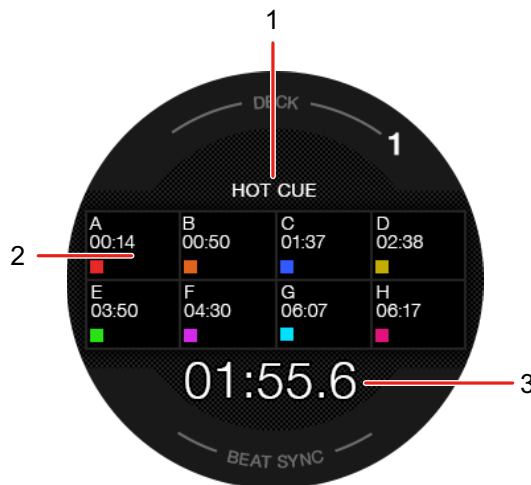 1
DECK
1
HOT CUE
A B C D
00:14 00:50 01:37 02:38
2
E F G H
03:50 04:30 06:07 06:17
01:55.6
3
BEAT SYNC